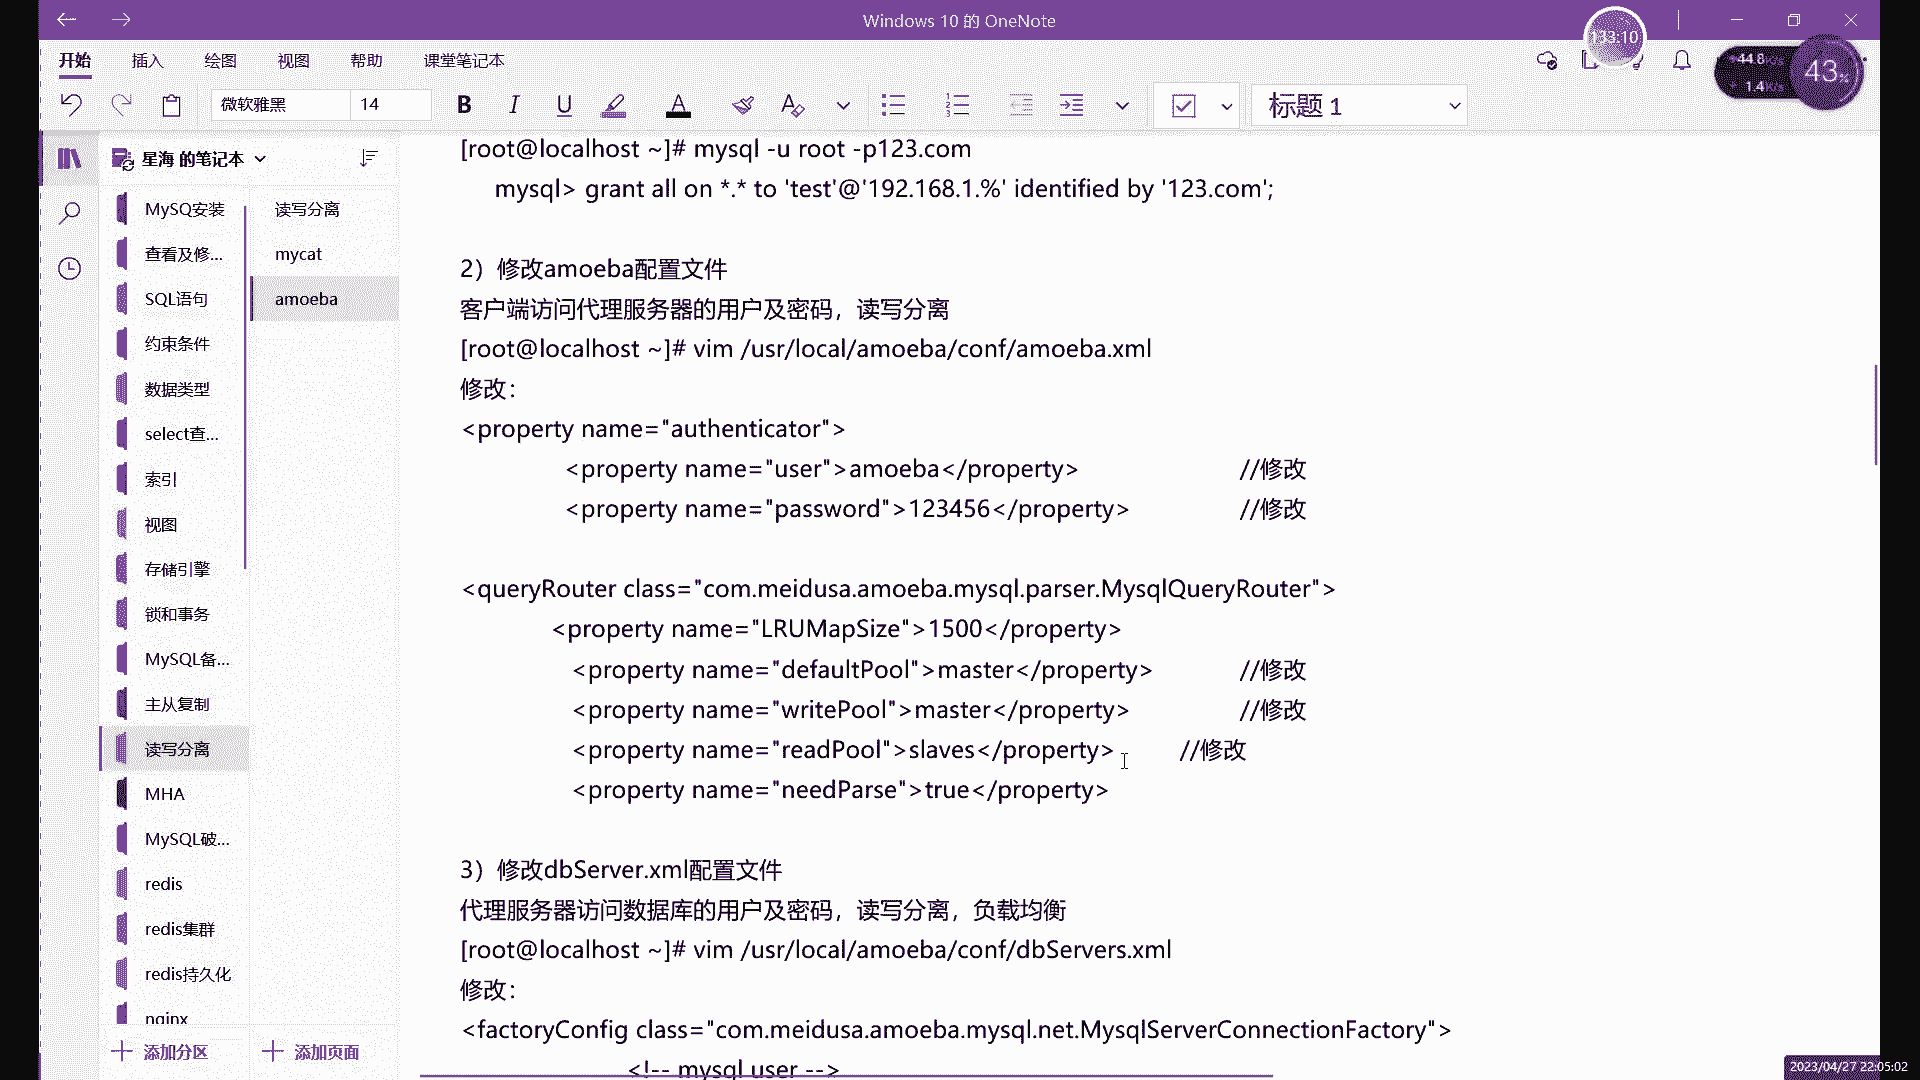 Windows 10 的 OneNote
133:10
开始 插入 绘图 视图 帮助 课堂笔记本
44.8
1.4
43%
微软雅黑 14 B I U A 标题 1
星海 的笔记本
MySQ安装
查看及修...
SQL语句
约束条件
数据类型
select查...
索引
视图
存储引擎
锁和事务
MySQL备...
主从复制
读写分离
MHA
MySQL破...
redis
redis集群
redis持久化
nginx
添加分区
读写分离
mycat
amoeba
添加页面
[root@localhost ~]# mysql -u root -p123.com
mysql> grant all on *.* to 'test'@'192.168.1.%' identified by '123.com';
2）修改amoeba配置文件
客户端访问代理服务器的用户及密码，读写分离
[root@localhost ~]# vim /usr/local/amoeba/conf/amoeba.xml
修改：
<property name="authenticator">
<property name="user">amoeba</property> //修改
<property name="password">123456</property> //修改
<queryRouter class="com.meidusa.amoeba.mysql.parser.MysqlQueryRouter">
<property name="LRUMapSize">1500</property>
<property name="defaultPool">master</property> //修改
<property name="writePool">master</property> //修改
<property name="readPool">slaves</property> //修改
<property name="needParse">true</property>
3）修改dbServer.xml配置文件
代理服务器访问数据库的用户及密码，读写分离，负载均衡
[root@localhost ~]# vim /usr/local/amoeba/conf/dbServers.xml
修改：
<factoryConfig class="com.meidusa.amoeba.mysql.net.MysqlServerConnectionFactory">
<!-- mysql user -->
2023/04/27 22:05:02